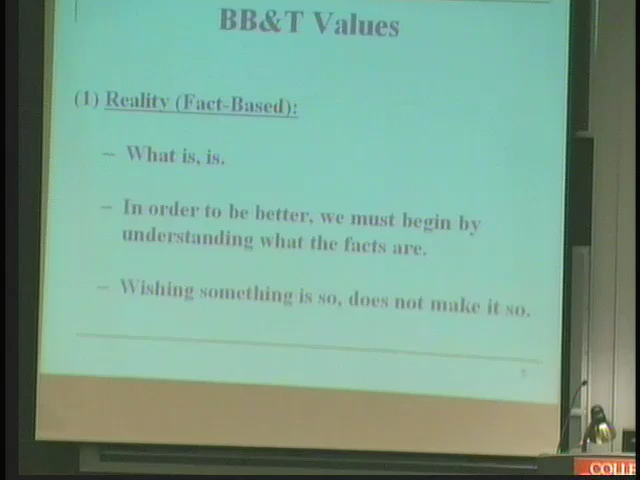 BB&T Values
(1) Reality (Fact-Based):
– What is, is.
– In order to be better, we must begin by
understanding what the facts are.
– Wishing something is so, does not make it so.
COLLE